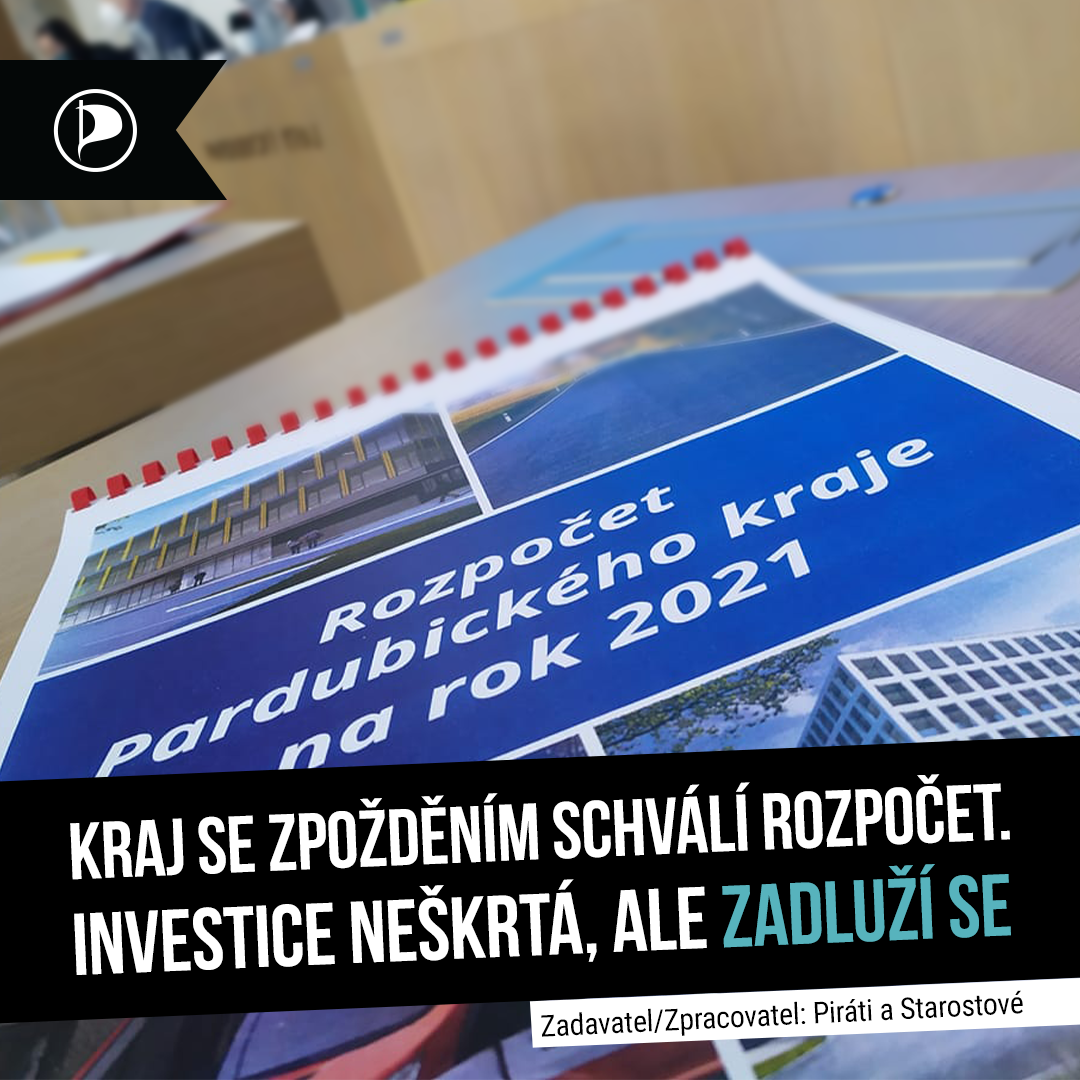 Rozpočet
Pardubického kraje
na rok 2021
KRAJ SE ZPOŽDĚNÍM SCHVÁLÍ ROZPOČET.
INVESTICE NEŠKRTÁ, ALE ZADLUŽÍ SE
Zadavatel/Zpracovatel: Piráti a Starostové